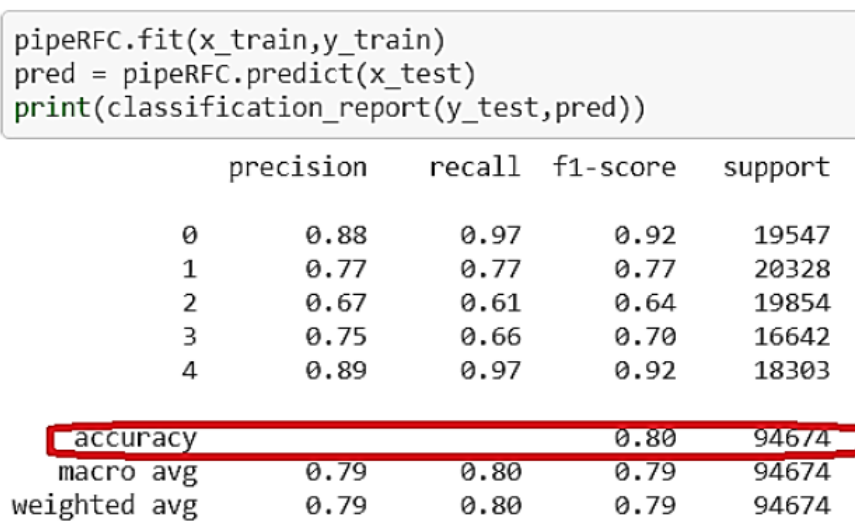 pipeRFC.fit(x_train,y_train)
pred = pipeRFC.predict(x_test)
print(classification_report(y_test,pred))
precision recall f1-score support
0 0.88 0.97 0.92 19547
1 0.77 0.77 0.77 20328
2 0.67 0.61 0.64 19854
3 0.75 0.66 0.70 16642
4 0.89 0.97 0.92 18303
accuracy 0.80 94674
macro avg 0.79 0.80 0.79 94674
weighted avg 0.79 0.80 0.79 94674